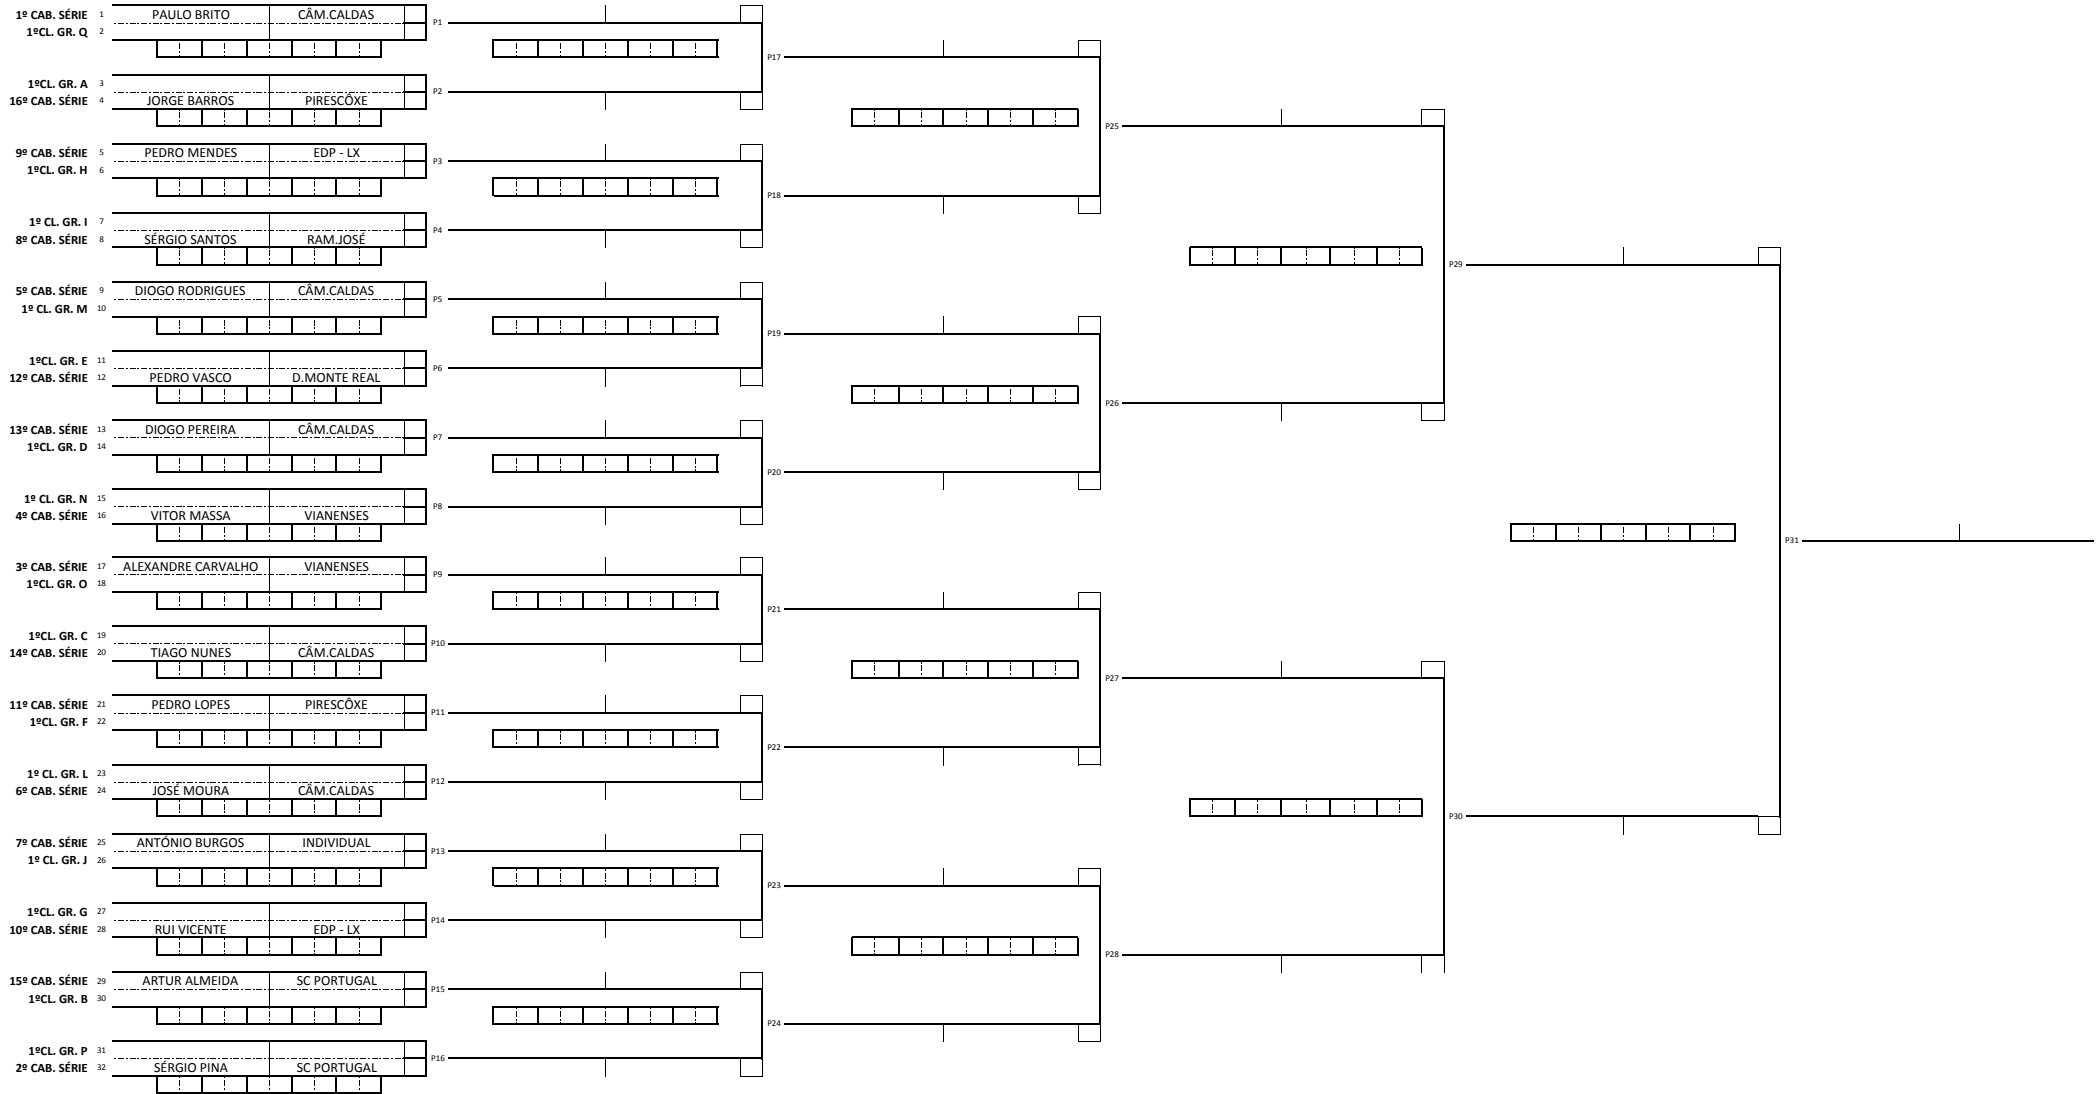 1º CAB. SÉRIE 1 PAULO BRITO CÂM.CALDAS
P1
1ºCL. GR. Q 2
P17
1ºCL. GR. A 3
P2
16º CAB. SÉRIE 4 JORGE BARROS PIRESCÔXE
P25
9º CAB. SÉRIE 5 PEDRO MENDES EDP - LX
P3
1ºCL. GR. H 6
P18
1º CL. GR. I 7
P4
8º CAB. SÉRIE 8 SÉRGIO SANTOS RAM.JOSÉ
P29
5º CAB. SÉRIE 9 DIOGO RODRIGUES CÂM.CALDAS
P5
1º CL. GR. M 10
P19
1ºCL. GR. E 11
P6
12º CAB. SÉRIE 12 PEDRO VASCO D.MONTE REAL
P26
13º CAB. SÉRIE 13 DIOGO PEREIRA CÂM.CALDAS
P7
1ºCL. GR. D 14
P20
1º CL. GR. N 15
P8
4º CAB. SÉRIE 16 VITOR MASSA VIANENSES
P31
3º CAB. SÉRIE 17 ALEXANDRE CARVALHO VIANENSES
P9
1ºCL. GR. O 18
P21
1ºCL. GR. C 19
P10
14º CAB. SÉRIE 20 TIAGO NUNES CÂM.CALDAS
P27
11º CAB. SÉRIE 21 PEDRO LOPES PIRESCÔXE
P11
1ºCL. GR. F 22
P22
1º CL. GR. L 23
P12
6º CAB. SÉRIE 24 JOSÉ MOURA CÂM.CALDAS
P30
7º CAB. SÉRIE 25 ANTÓNIO BURGOS INDIVIDUAL
P13
1º CL. GR. J 26
P23
1ºCL. GR. G 27
P14
10º CAB. SÉRIE 28 RUI VICENTE EDP - LX
P28
15º CAB. SÉRIE 29 ARTUR ALMEIDA SC PORTUGAL
P15
1ºCL. GR. B 30
P24
1ºCL. GR. P 31
P16
2º CAB. SÉRIE 32 SÉRGIO PINA SC PORTUGAL